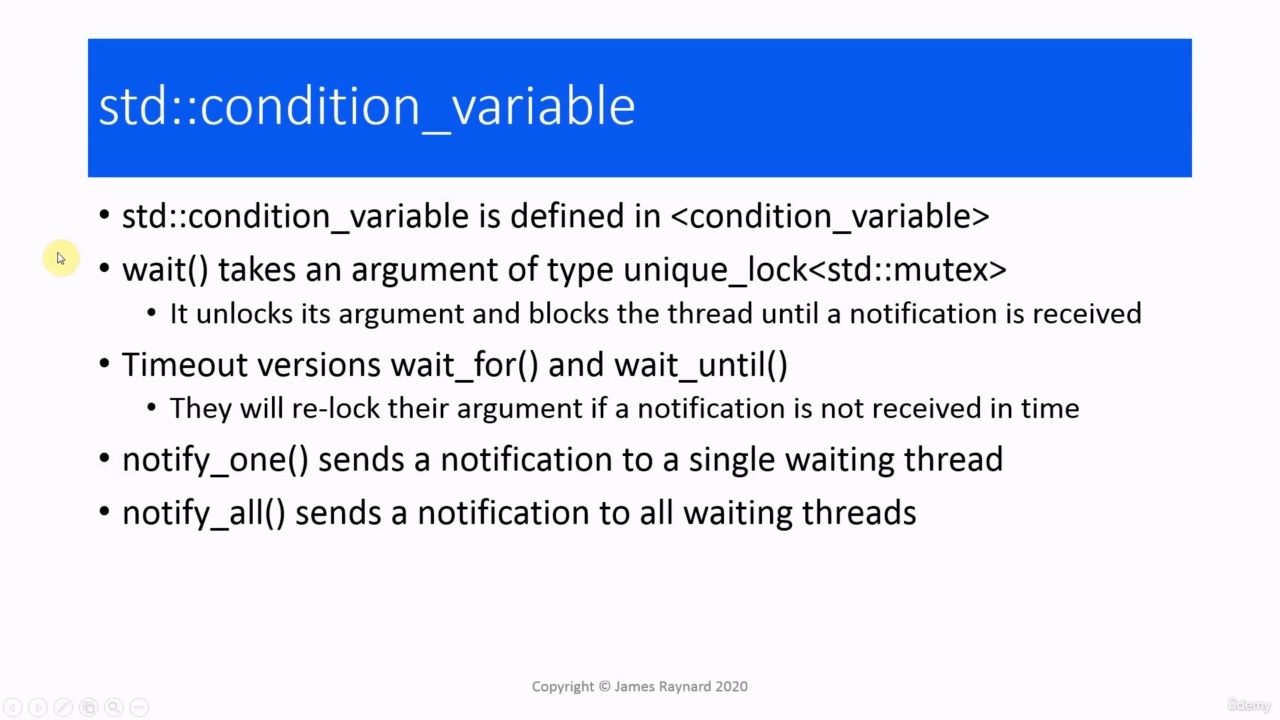 std::condition_variable
• std::condition_variable is defined in <condition_variable>
• wait() takes an argument of type unique_lock<std::mutex>
• It unlocks its argument and blocks the thread until a notification is received
• Timeout versions wait_for() and wait_until()
• They will re-lock their argument if a notification is not received in time
• notify_one() sends a notification to a single waiting thread
• notify_all() sends a notification to all waiting threads
Copyright © James Raynard 2020
ûdemy